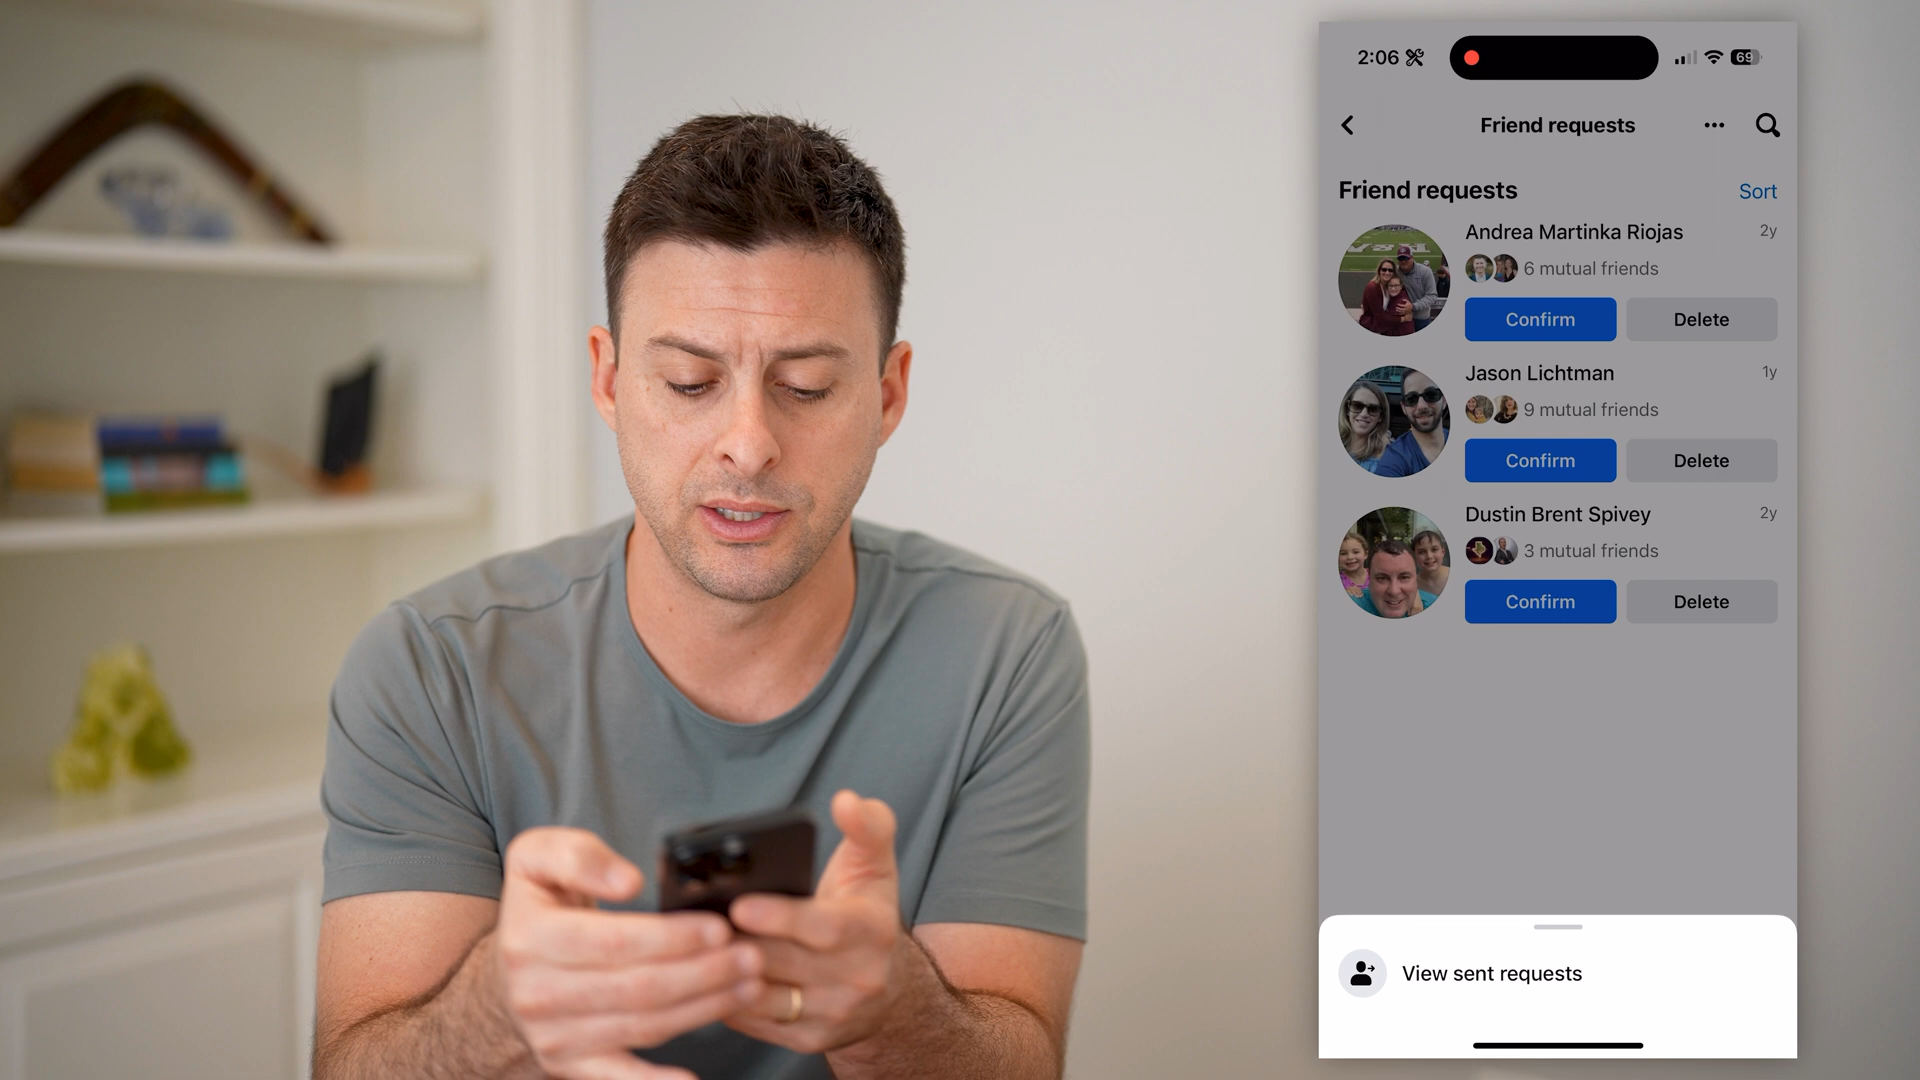 2:06
69
Friend requests
Friend requests
Sort
Andrea Martinka Riojas
2y
6 mutual friends
Confirm
Delete
Jason Lichtman
1y
9 mutual friends
Confirm
Delete
Dustin Brent Spivey
2y
3 mutual friends
Confirm
Delete
View sent requests